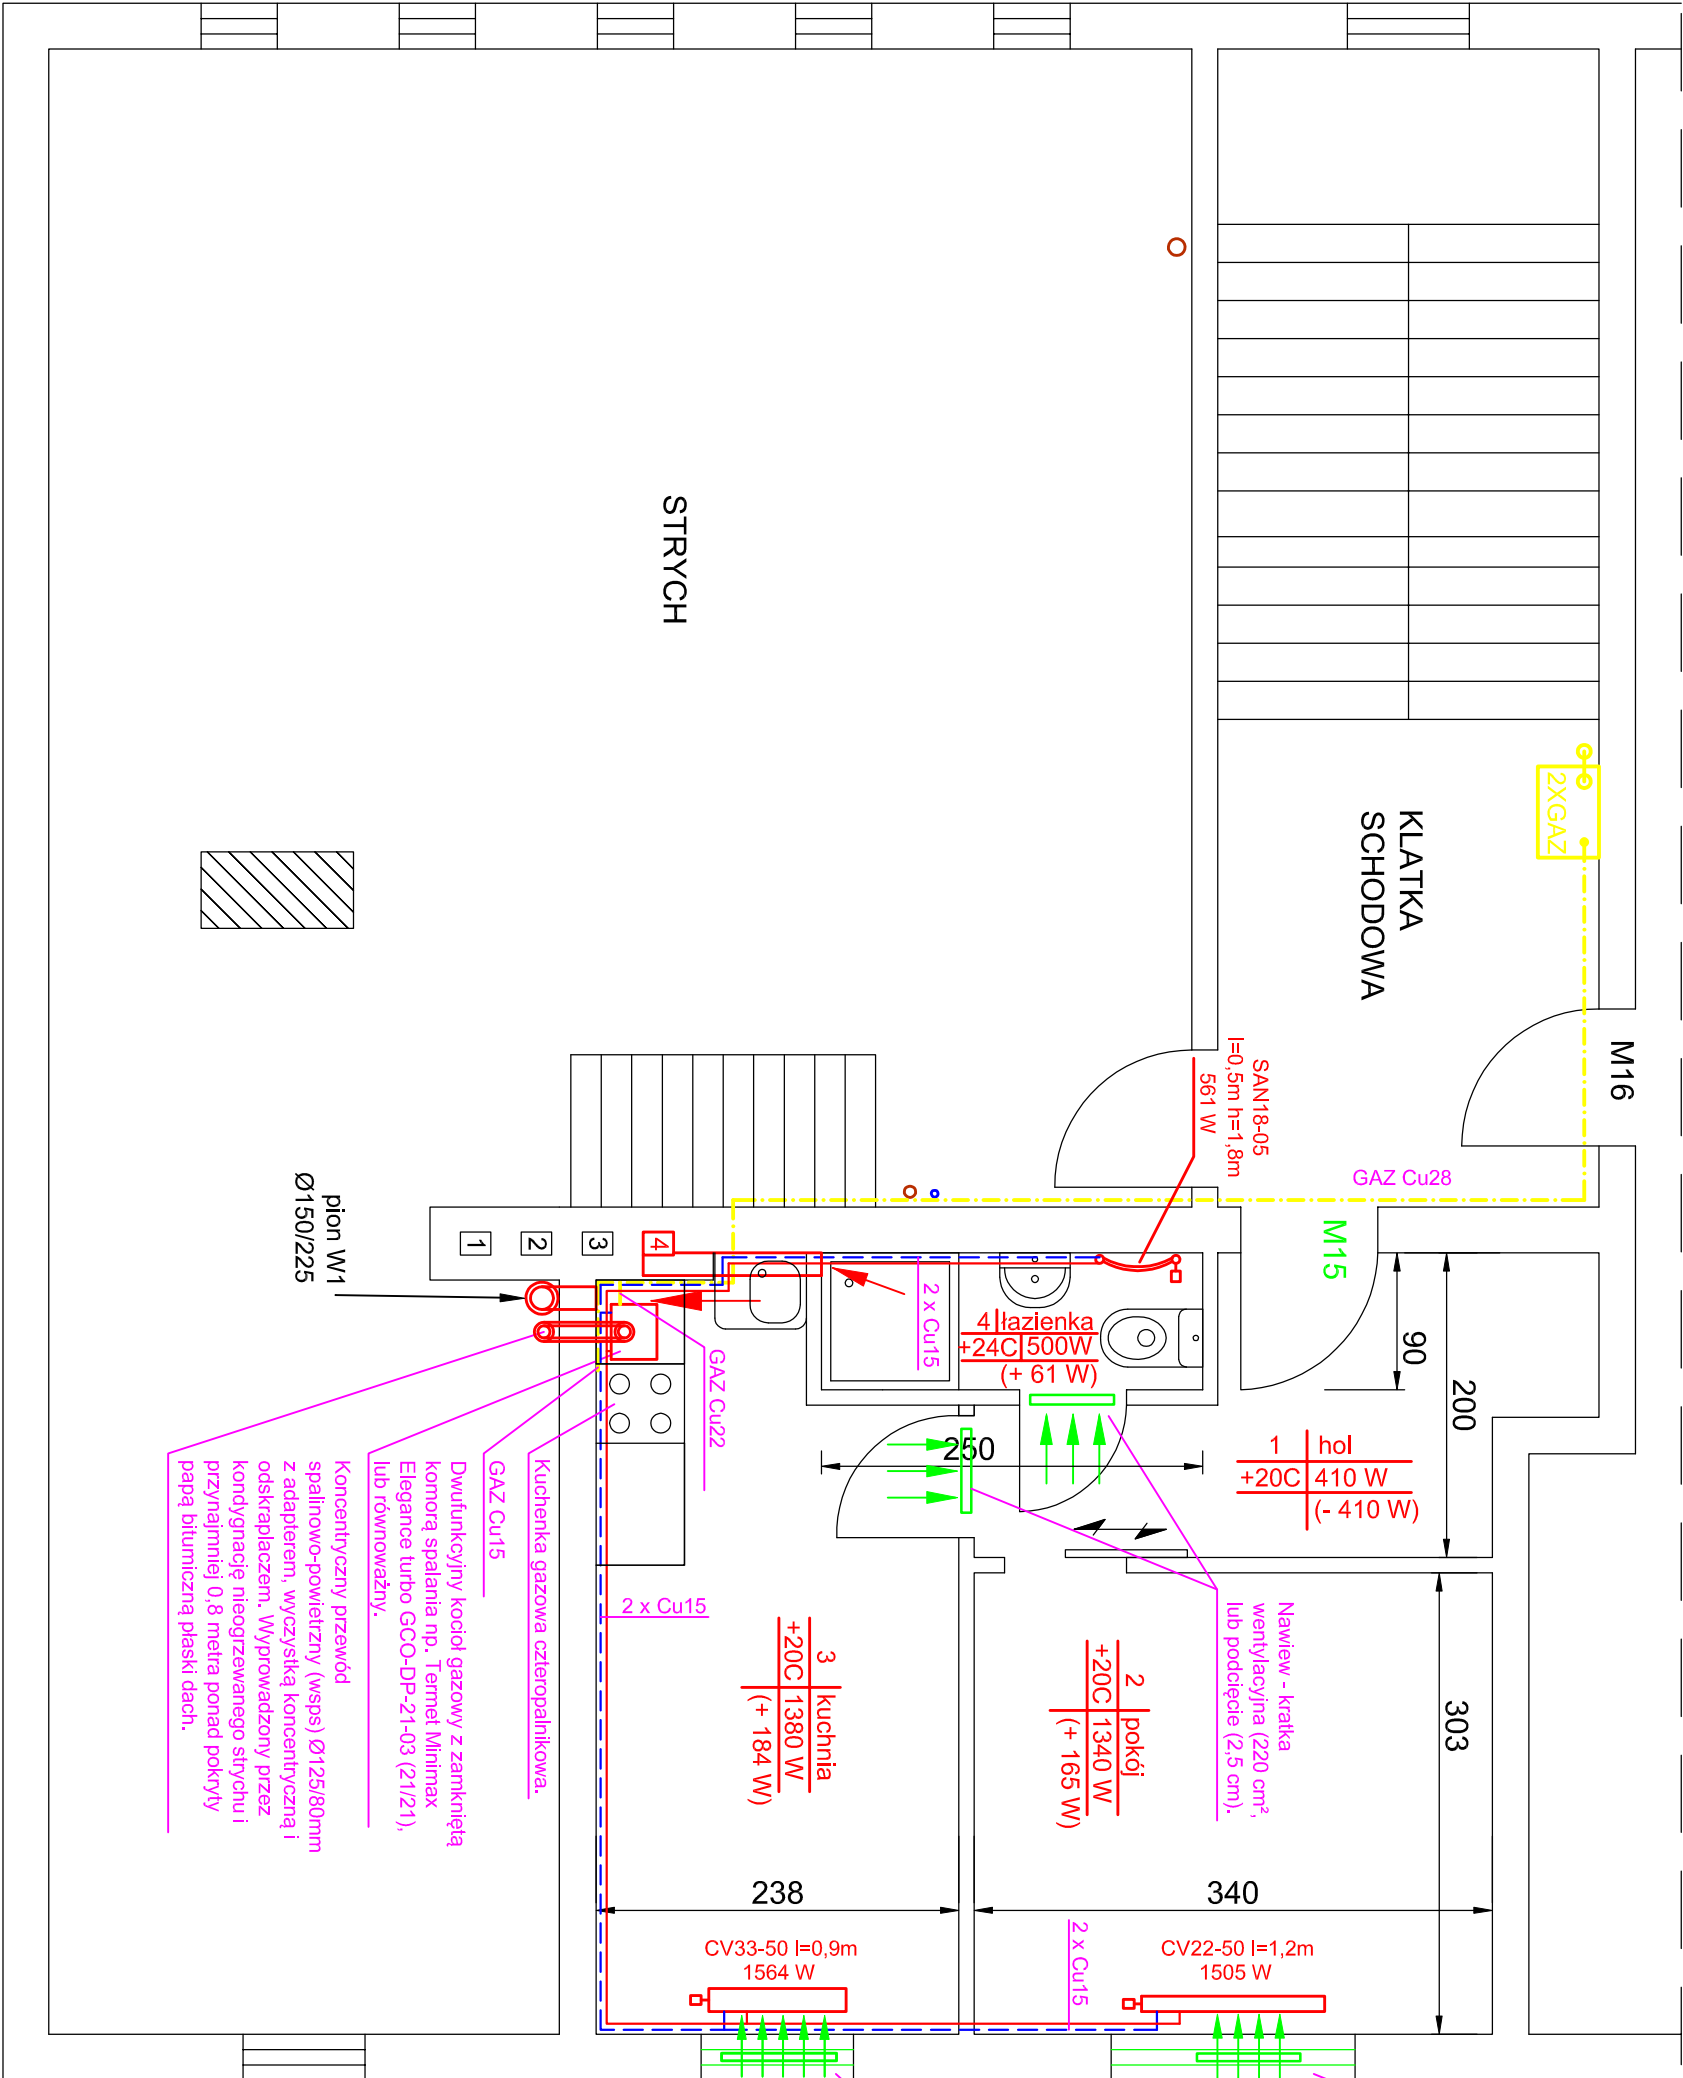 STRYCH
KLATKA
SCHODOWA
2XGAZ
M16
M15
GAZ Cu28
SAN18-05
l=0,5m h=1,8m
561 W
pion W1
Ø150/225
1
2
3
4
2 x Cu15
4 łazienka
+24C 500W
(+ 61 W)
90
200
250
1 hol
+20C 410 W
(- 410 W)
GAZ Cu22
Kuchenka gazowa czteropalnikowa.
GAZ Cu15
Dwufunkcyjny kocioł gazowy z zamkniętą
komorą spalania np. Termet Minimax
Elegance turbo GCO-DP-21-03 (21/21),
lub równoważny.
Koncentryczny przewód
spalinowo-powietrzny (wsps) Ø125/80mm
z adapterem, wyczystką koncentryczną i
odskraplaczem. Wyprowadzony przez
kondygnację nieogrzewanego strychu i
przynajmniej 0,8 metra ponad pokryty
papą bitumiczną płaski dach.
2 x Cu15
3 kuchnia
+20C 1380 W
(+ 184 W)
2 pokój
+20C 1340 W
(+ 165 W)
Nawiew - kratka
wentylacyjna (220 cm²,
lub podcięcie (2,5 cm).
303
238
340
CV33-50 l=0,9m
1564 W
2 x Cu15
CV22-50 l=1,2m
1505 W